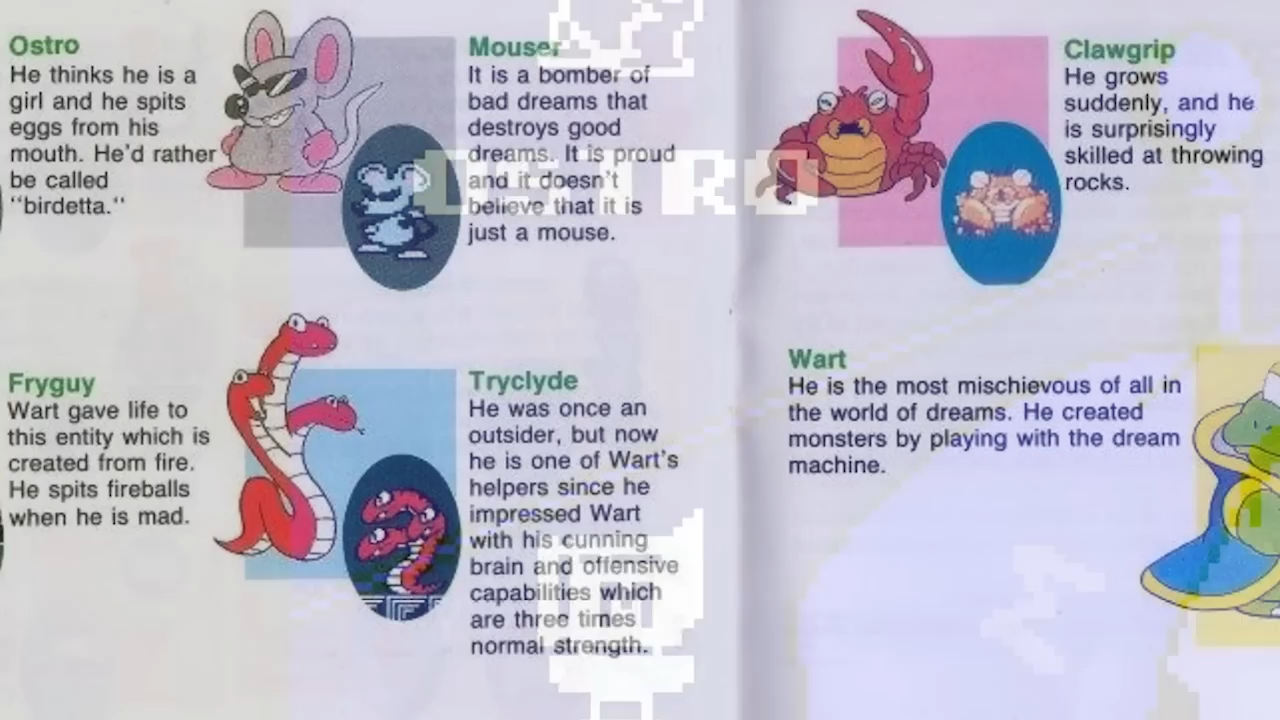 Ostro
He thinks he is a
girl and he spits
eggs from his
mouth. He'd rather
be called
"birdetta."
Mouser
It is a bomber of
bad dreams that
destroys good
dreams. It is proud
and it doesn't
believe that it is
just a mouse.
Clawgrip
He grows
suddenly, and he
is surprisingly
skilled at throwing
rocks.
Fryguy
Wart gave life to
this entity which is
created from fire.
He spits fireballs
when he is mad.
Tryclyde
He was once an
outsider, but now
he is one of Wart's
helpers since he
impressed Wart
with his cunning
brain and offensive
capabilities which
are three times
normal strength.
Wart
He is the most mischievous of all in
the world of dreams. He created
monsters by playing with the dream
machine.